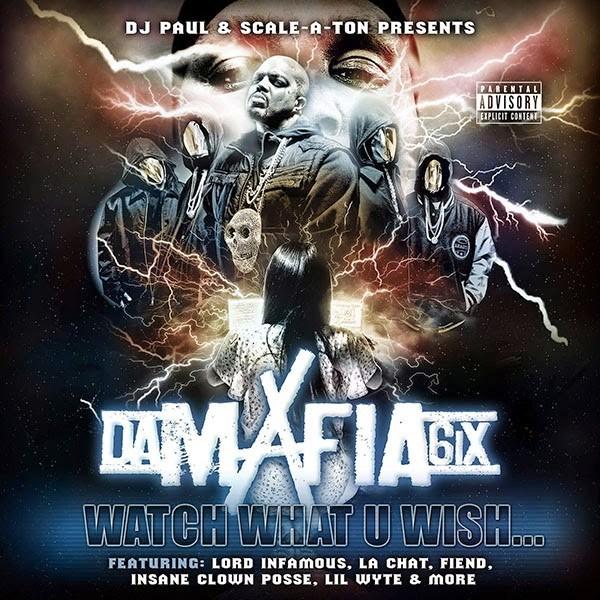 DJ PAUL & SCALE-A-TON PRESENTS
PARENTAL
ADVISORY
EXPLICIT CONTENT
DA MAFIA 6IX
WATCH WHAT U WISH...
FEATURING: LORD INFAMOUS, LA CHAT, FIEND,
INSANE CLOWN POSSE, LIL WYTE & MORE